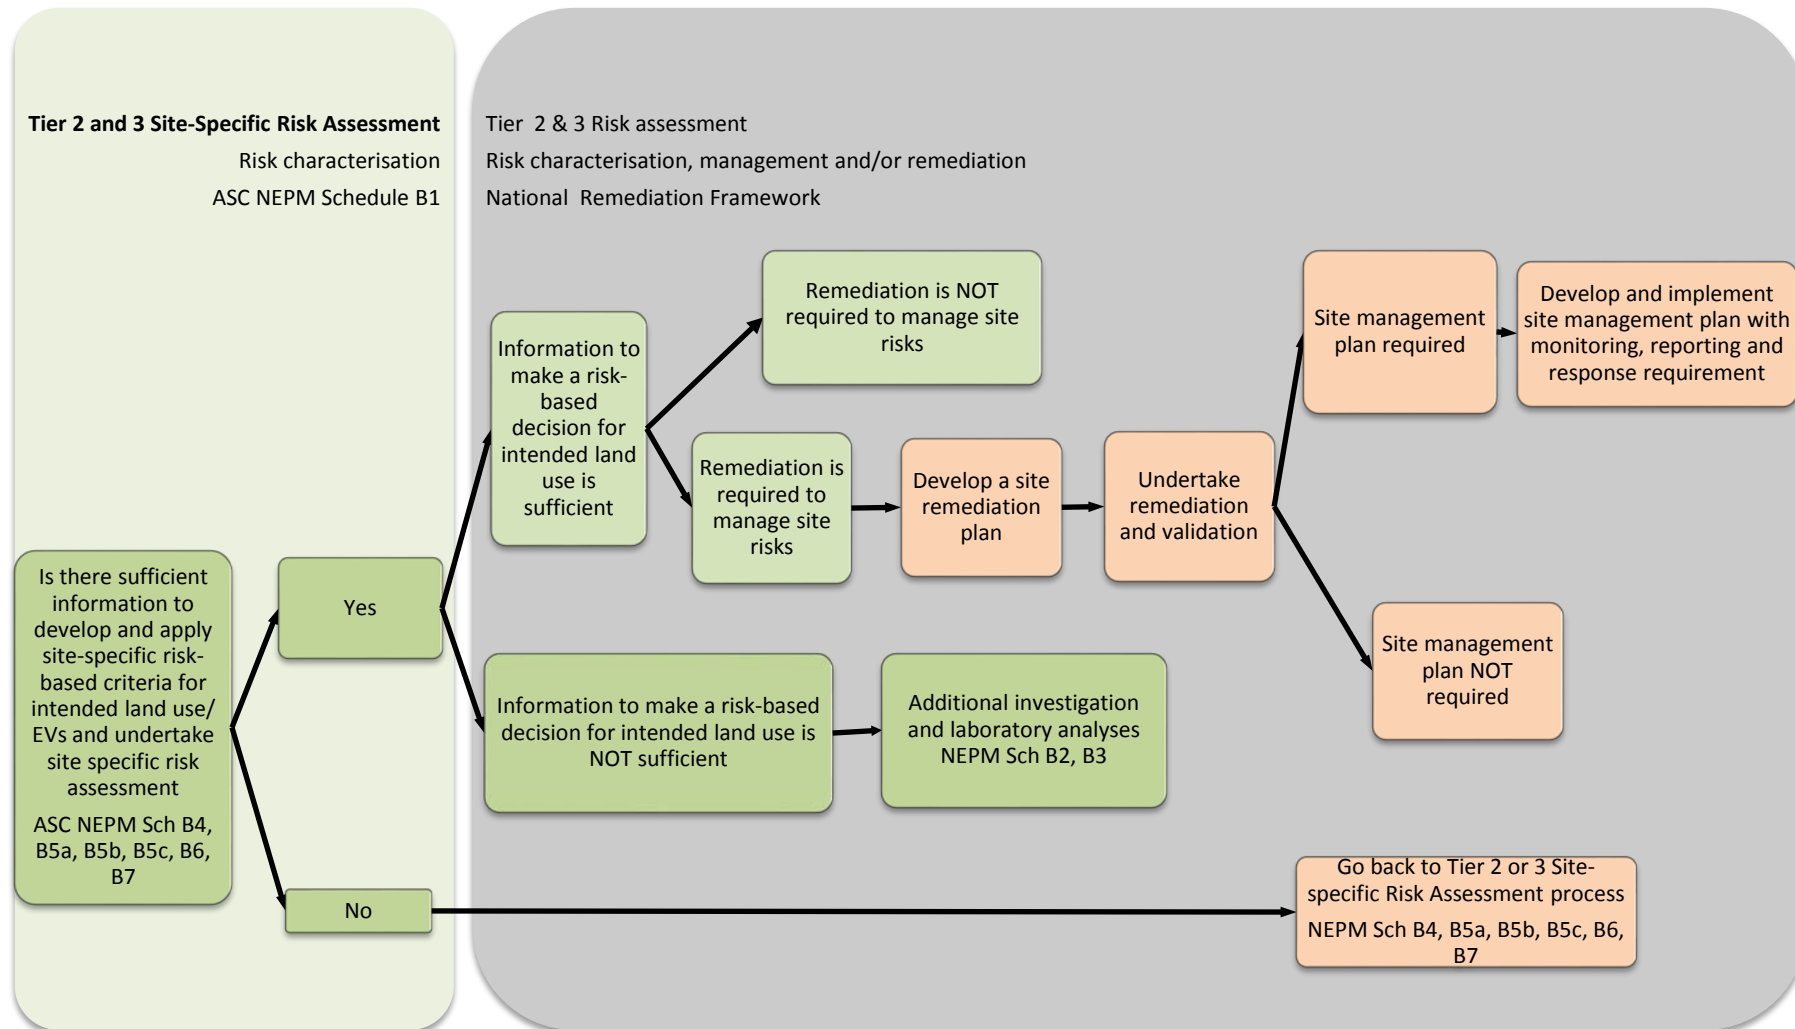 Tier 2 and 3 Site-Specific Risk Assessment
Risk characterisation
ASC NEPM Schedule B1
Tier  2 & 3 Risk assessment
Risk characterisation, management and/or remediation
National  Remediation Framework
Is there sufficient
information to
develop and apply
site-specific risk-
based criteria for
intended land use/
EVs and undertake
site specific risk
assessment
ASC NEPM Sch B4,
B5a, B5b, B5c, B6,
B7
Yes
No
Information to
make a risk-
based
decision for
intended land
use is
sufficient
Remediation is NOT
required to manage site
risks
Remediation is
required to
manage site
risks
Develop a site
remediation
plan
Undertake
remediation
and validation
Site management
plan required
Develop and implement
site management plan with
monitoring, reporting and
response requirement
Site management
plan NOT
required
Information to make a risk-based
decision for intended land use is
NOT sufficient
Additional investigation
and laboratory analyses
NEPM Sch B2, B3
Go back to Tier 2 or 3 Site-
specific Risk Assessment process
NEPM Sch B4, B5a, B5b, B5c, B6,
B7